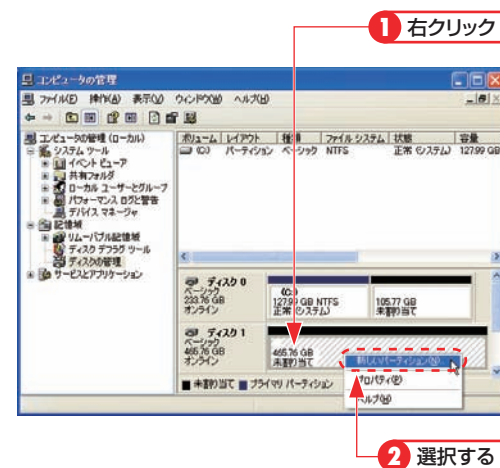 1 右クリック
コンピュータの管理
ファイル(F) 操作(A) 表示(V) ウィンドウ(W) ヘルプ(H)
コンピュータの管理 (ローカル)
システム ツール
イベント ビューア
共有フォルダ
ローカル ユーザーとグループ
パフォーマンス ログと警告
デバイス マネージャ
記憶域
リムーバブル記憶域
ディスク デフラグ ツール
ディスクの管理
サービスとアプリケーション
ボリューム レイアウト 種類 ファイル システム 状態 容量
(C:) パーティション ベーシック NTFS 正常 (システム) 127.99 GB
ディスク 0
ベーシック
233.76 GB
オンライン
(C:)
127.99 GB NTFS
正常 (システム)
105.77 GB
未割り当て
ディスク 1
ベーシック
465.76 GB
オンライン
465.76 GB
未割り当て
新しいパーティション(N)...
プロパティ(P)
ヘルプ(H)
未割り当て プライマリ パーティション
2 選択する